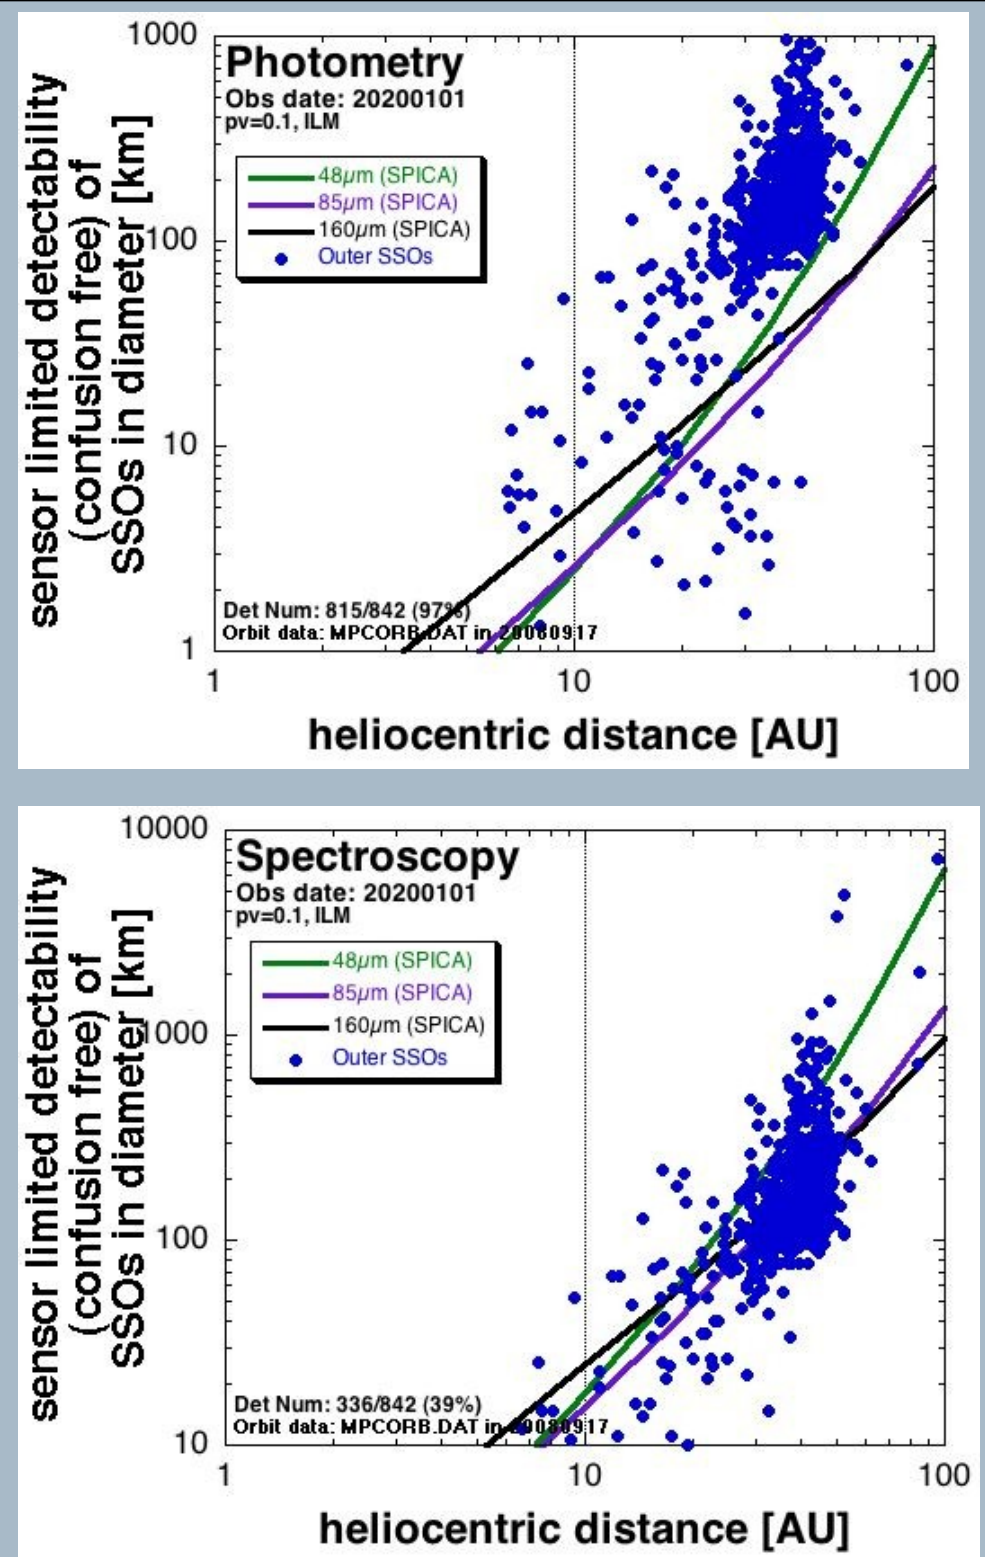 sensor limited detectability
(confusion free) of
SSOs in diameter [km]
1000
100
10
1
Photometry
Obs date: 20200101
pv=0.1, ILM
48μm (SPICA)
85μm (SPICA)
160μm (SPICA)
Outer SSOs
Det Num: 815/842 (97%)
Orbit data: MPCORB.DAT in 20080917
1 10 100
heliocentric distance [AU]
sensor limited detectability
(confusion free) of
SSOs in diameter [km]
10000
1000
100
10
Spectroscopy
Obs date: 20200101
pv=0.1, ILM
48μm (SPICA)
85μm (SPICA)
160μm (SPICA)
Outer SSOs
Det Num: 336/842 (39%)
Orbit data: MPCORB.DAT in 20080917
1 10 100
heliocentric distance [AU]